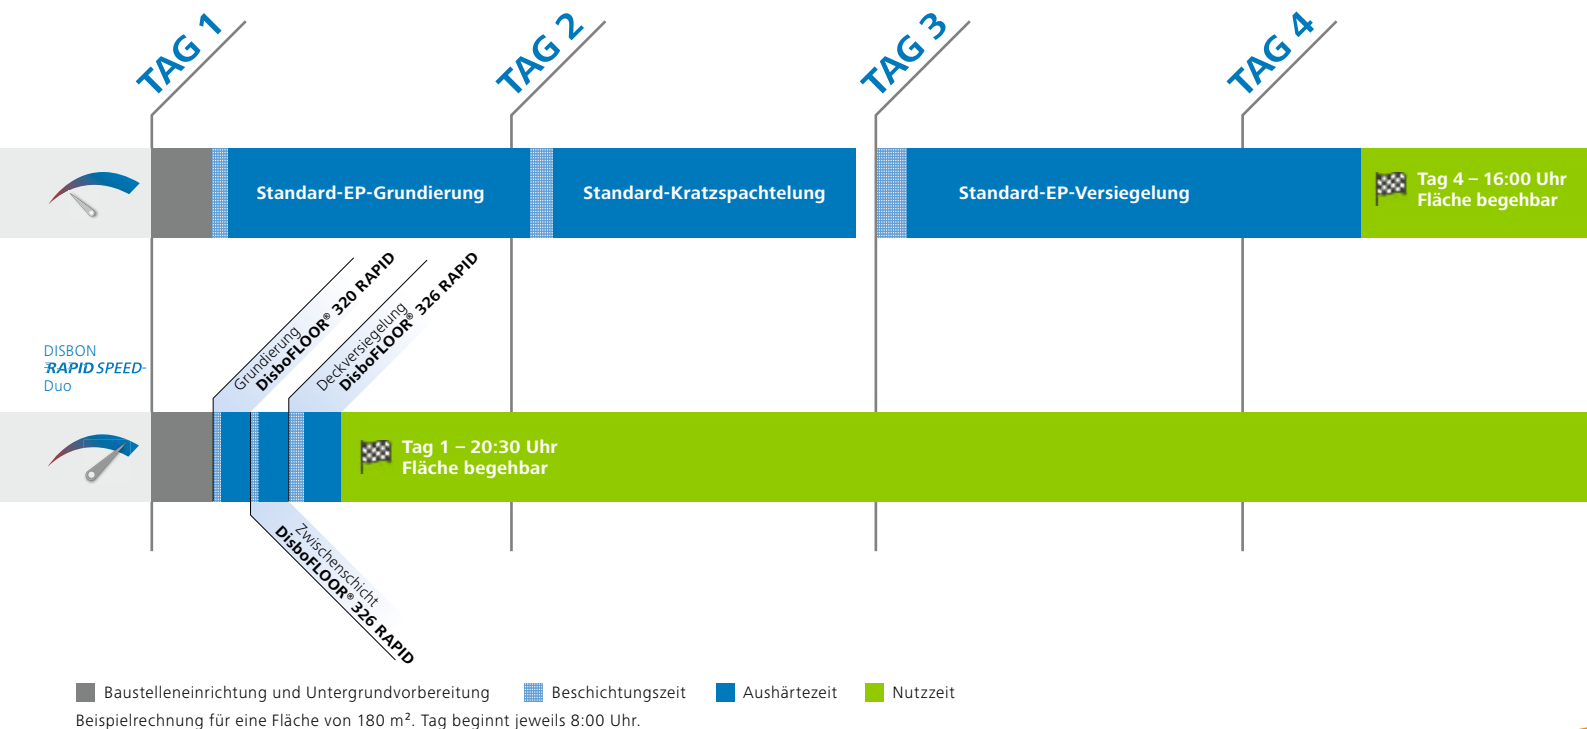 TAG 1
TAG 2
TAG 3
TAG 4
Standard-EP-Grundierung
Standard-Kratzspachtelung
Standard-EP-Versiegelung
Tag 4 – 16:00 Uhr
Fläche begehbar
Grundierung
DisboFLOOR® 320 RAPID
Deckversiegelung
DisboFLOOR® 326 RAPID
DISBON
RAPID SPEED-
Duo
Tag 1 – 20:30 Uhr
Fläche begehbar
Zwischenschicht
DisboFLOOR® 326 RAPID
Baustelleneinrichtung und Untergrundvorbereitung
Beschichtungszeit
Aushärtezeit
Nutzzeit
Beispielrechnung für eine Fläche von 180 m². Tag beginnt jeweils 8:00 Uhr.